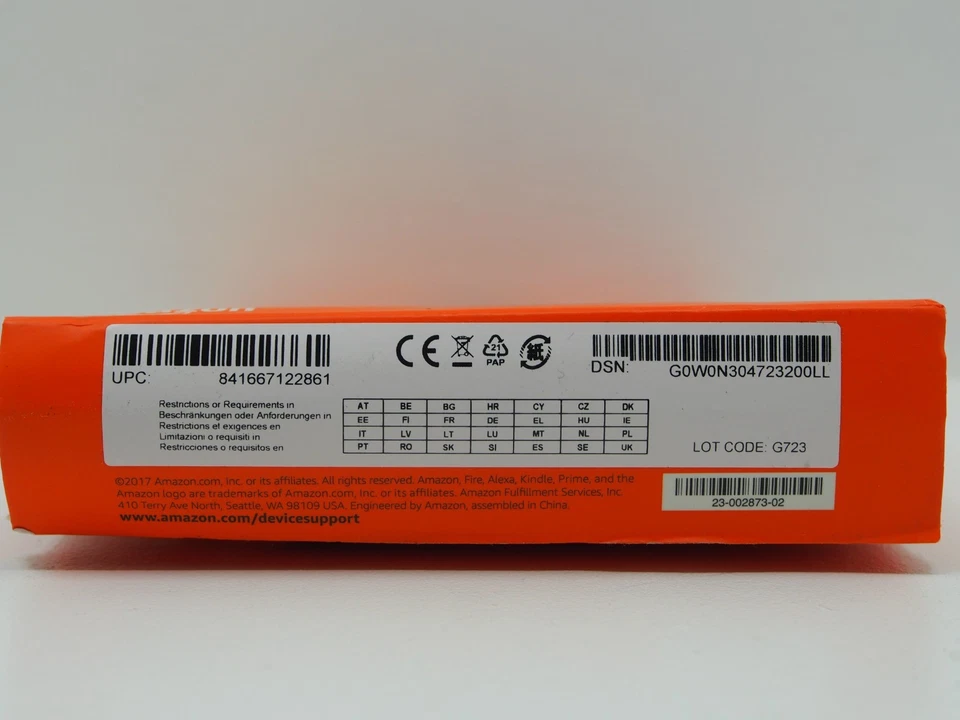 UPC: 841667122861
CE
21
PAP
紙
DSN: G0W0N304723200LL
Restrictions or Requirements in
Beschränkungen oder Anforderungen in
Restrictions et exigences en
Limitazioni o requisiti in
Restricciones o requisitos en
AT BE BG HR CY CZ DK
EE FI FR DE EL HU IE
IT LV LT LU MT NL PL
PT RO SK SI ES SE UK
LOT CODE: G723
©2017 Amazon.com, Inc. or its affiliates. All rights reserved. Amazon, Fire, Alexa, Kindle, Prime, and the
Amazon logo are trademarks of Amazon.com, Inc. or its affiliates. Amazon Fulfillment Services, Inc.
410 Terry Ave North, Seattle, WA 98109 USA. Engineered by Amazon, assembled in China.
www.amazon.com/devicesupport
23-002873-02